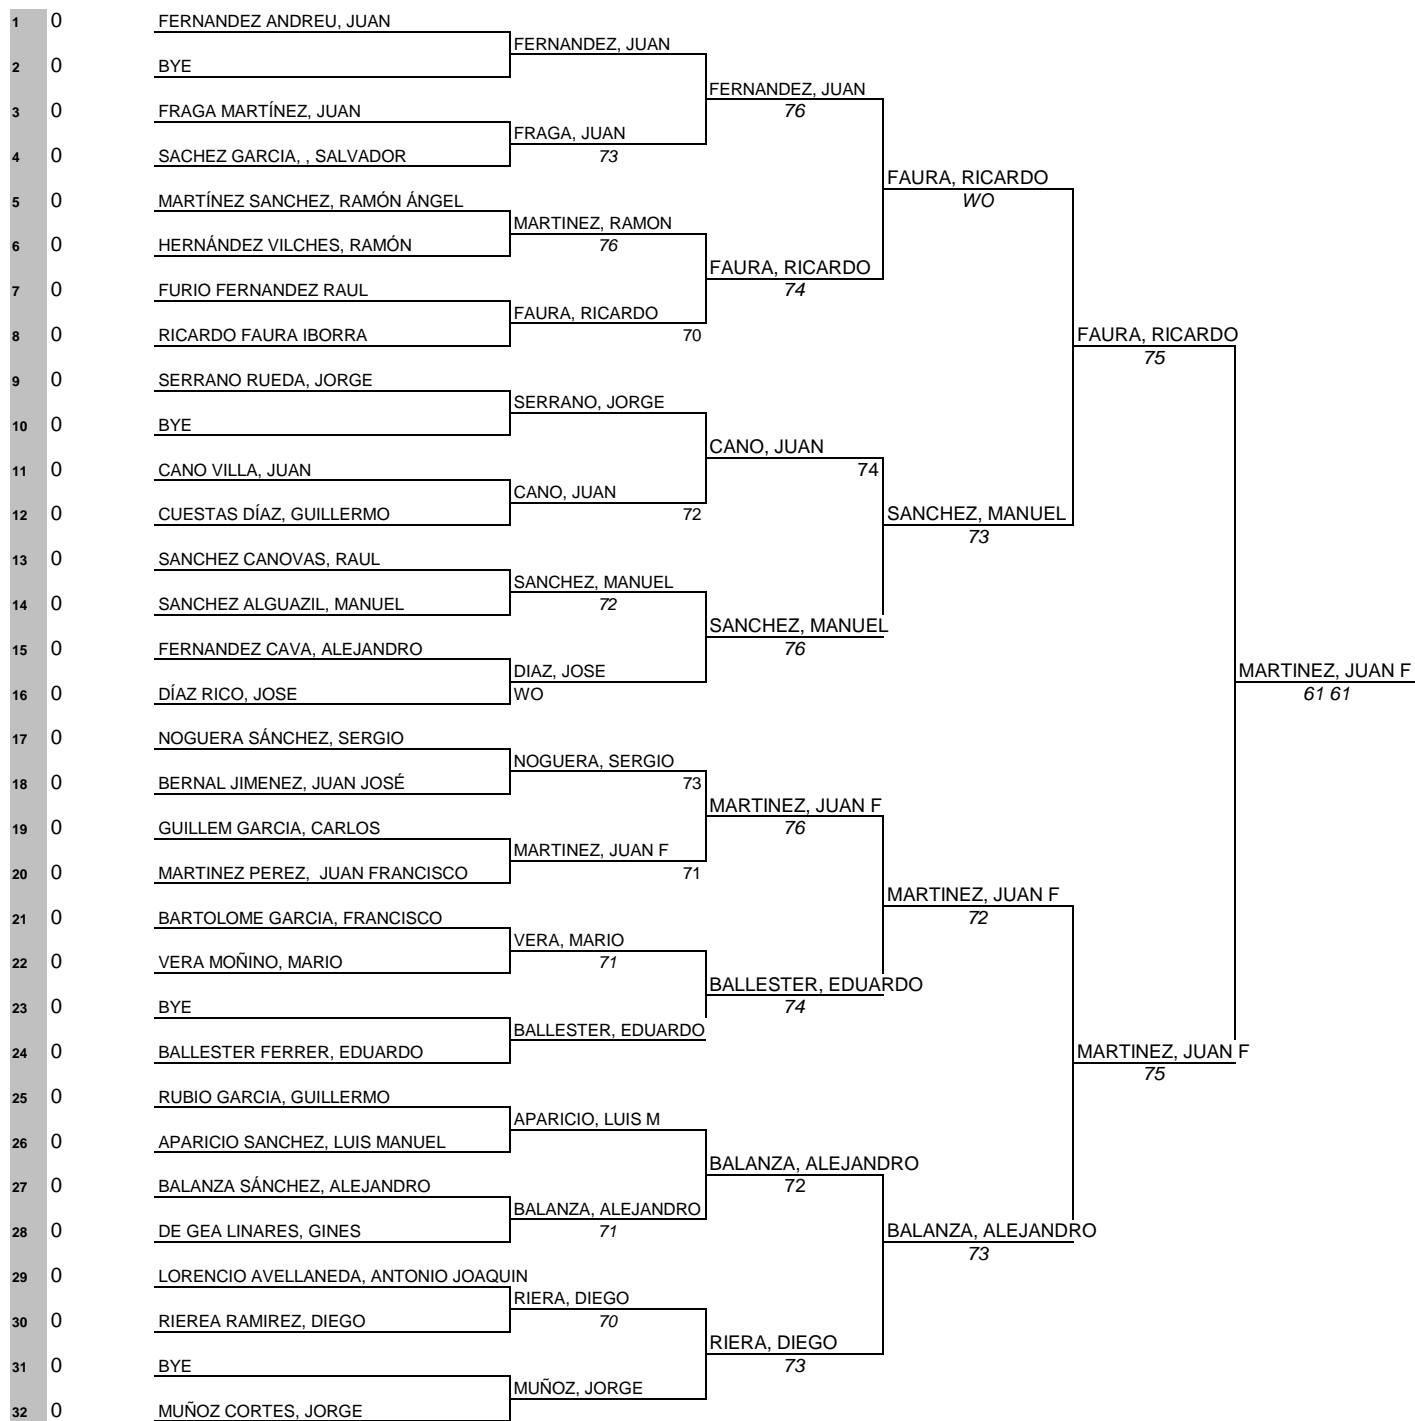 1 0 FERNANDEZ ANDREU, JUAN
FERNANDEZ, JUAN
2 0 BYE
FERNANDEZ, JUAN
76
3 0 FRAGA MARTÍNEZ, JUAN
FRAGA, JUAN
73
4 0 SACHEZ GARCIA, , SALVADOR
FAURA, RICARDO
WO
5 0 MARTÍNEZ SANCHEZ, RAMÓN ÁNGEL
MARTINEZ, RAMON
76
6 0 HERNÁNDEZ VILCHES, RAMÓN
FAURA, RICARDO
74
7 0 FURIO FERNANDEZ RAUL
FAURA, RICARDO
70
8 0 RICARDO FAURA IBORRA
FAURA, RICARDO
75
9 0 SERRANO RUEDA, JORGE
SERRANO, JORGE
10 0 BYE
CANO, JUAN
74
11 0 CANO VILLA, JUAN
CANO, JUAN
72
12 0 CUESTAS DÍAZ, GUILLERMO
SANCHEZ, MANUEL
73
13 0 SANCHEZ CANOVAS, RAUL
SANCHEZ, MANUEL
72
14 0 SANCHEZ ALGUAZIL, MANUEL
SANCHEZ, MANUEL
76
15 0 FERNANDEZ CAVA, ALEJANDRO
DIAZ, JOSE
WO
16 0 DÍAZ RICO, JOSE
MARTINEZ, JUAN F
61 61
17 0 NOGUERA SÁNCHEZ, SERGIO
NOGUERA, SERGIO
73
18 0 BERNAL JIMENEZ, JUAN JOSÉ
MARTINEZ, JUAN F
76
19 0 GUILLEM GARCIA, CARLOS
MARTINEZ, JUAN F
71
20 0 MARTINEZ PEREZ, JUAN FRANCISCO
MARTINEZ, JUAN F
72
21 0 BARTOLOME GARCIA, FRANCISCO
VERA, MARIO
71
22 0 VERA MOÑINO, MARIO
BALLESTER, EDUARDO
74
23 0 BYE
BALLESTER, EDUARDO
24 0 BALLESTER FERRER, EDUARDO
MARTINEZ, JUAN F
75
25 0 RUBIO GARCIA, GUILLERMO
APARICIO, LUIS M
26 0 APARICIO SANCHEZ, LUIS MANUEL
BALANZA, ALEJANDRO
72
27 0 BALANZA SÁNCHEZ, ALEJANDRO
BALANZA, ALEJANDRO
71
28 0 DE GEA LINARES, GINES
BALANZA, ALEJANDRO
73
29 0 LORENCIO AVELLANEDA, ANTONIO JOAQUIN
RIERA, DIEGO
70
30 0 RIEREA RAMIREZ, DIEGO
RIERA, DIEGO
73
31 0 BYE
MUÑOZ, JORGE
32 0 MUÑOZ CORTES, JORGE